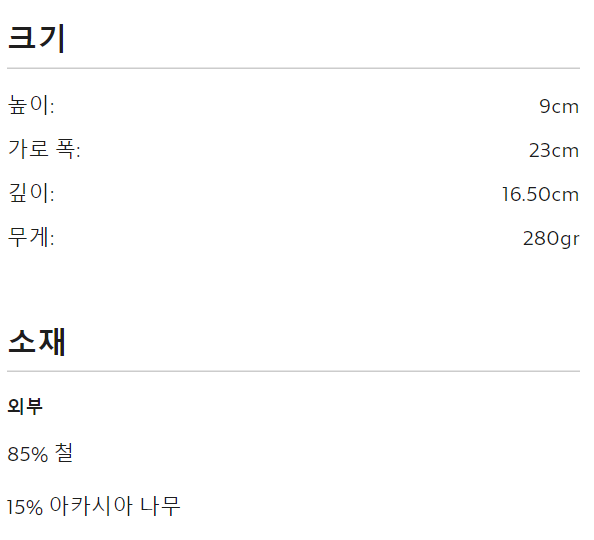 크기
높이: 9cm
가로 폭: 23cm
깊이: 16.50cm
무게: 280gr
소재
외부
85% 철
15% 아카시아 나무